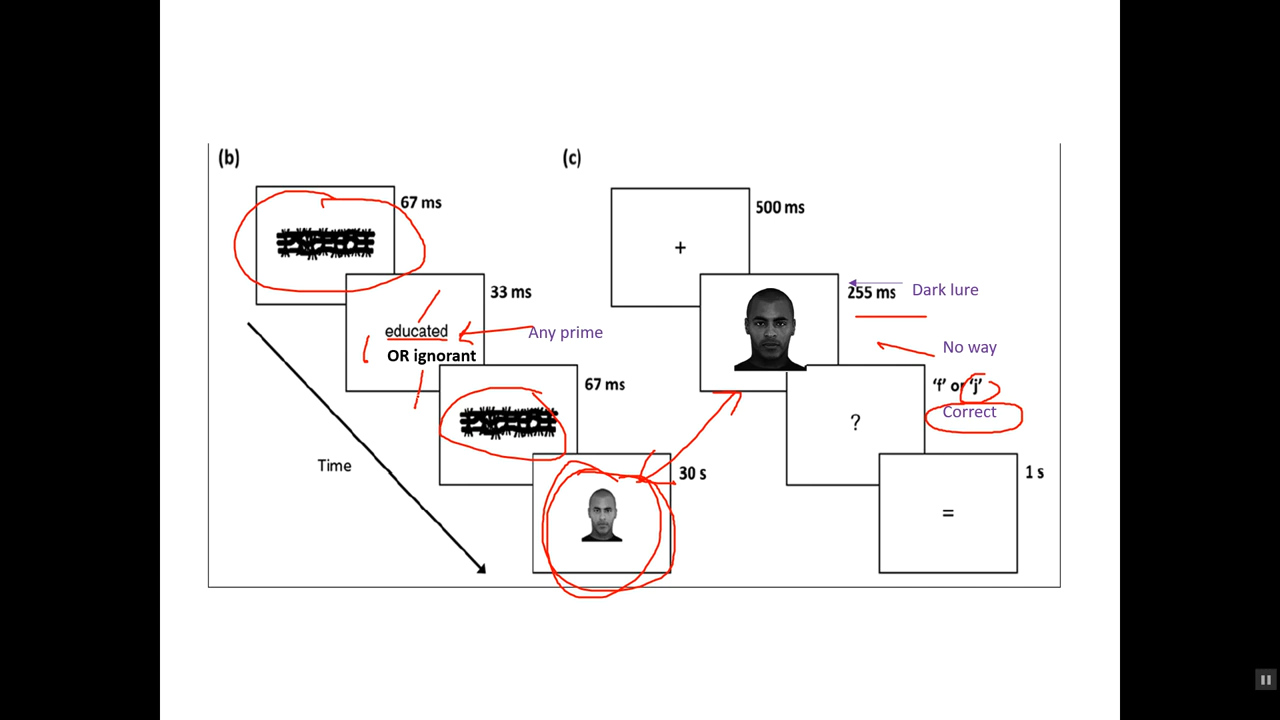 (b)
(c)
67 ms
500 ms
33 ms
educated
OR ignorant
Any prime
255 ms
Dark lure
No way
67 ms
'f' or 'j'
Correct
+
?
Time
30 s
1 s
=